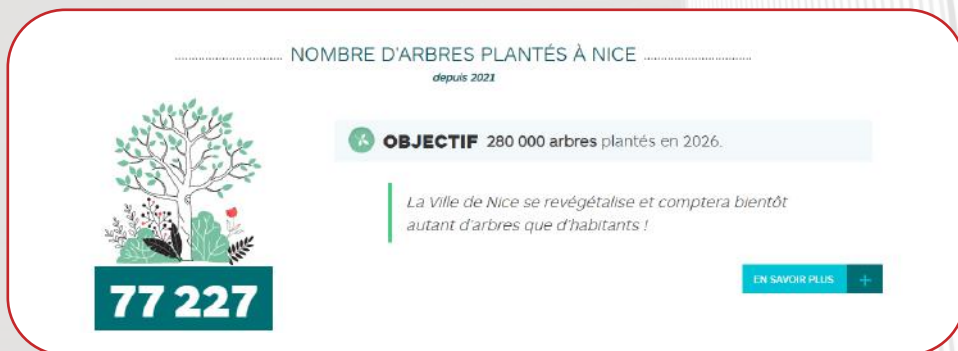 NOMBRE D'ARBRES PLANTÉS À NICE
depuis 2021
OBJECTIF 280 000 arbres plantés en 2026.
La Ville de Nice se revégétalise et comptera bientôt
autant d'arbres que d'habitants !
EN SAVOIR PLUS +
77 227